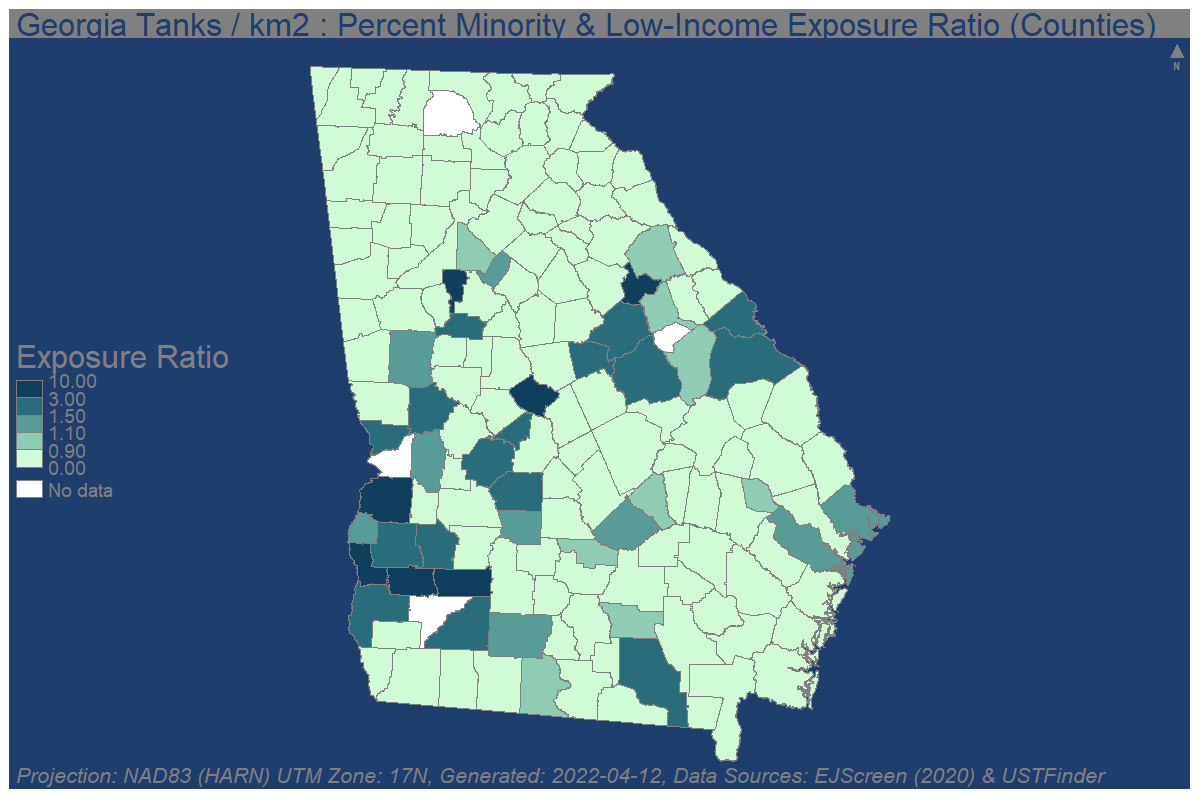 Georgia Tanks / km2 : Percent Minority & Low-Income Exposure Ratio (Counties)
N
Exposure Ratio
10.00
3.00
1.50
1.10
0.90
0.00
No data
Projection: NAD83 (HARN) UTM Zone: 17N, Generated: 2022-04-12, Data Sources: EJScreen (2020) & USTFinder